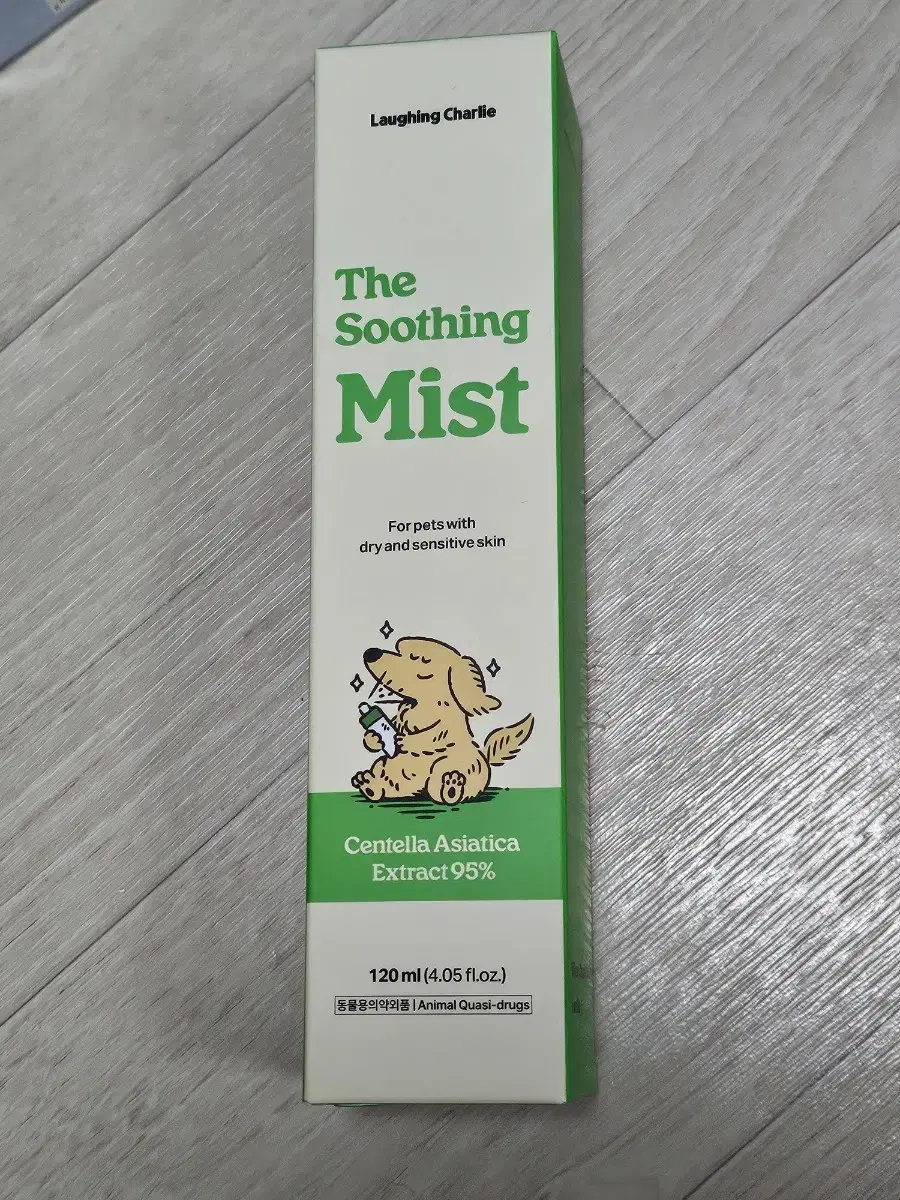 Laughing Charlie
The
Soothing
Mist
For pets with
dry and sensitive skin
Centella Asiatica
Extract 95%
120 ml (4.05 fl.oz.)
동물용의약외품 | Animal Quasi-drugs